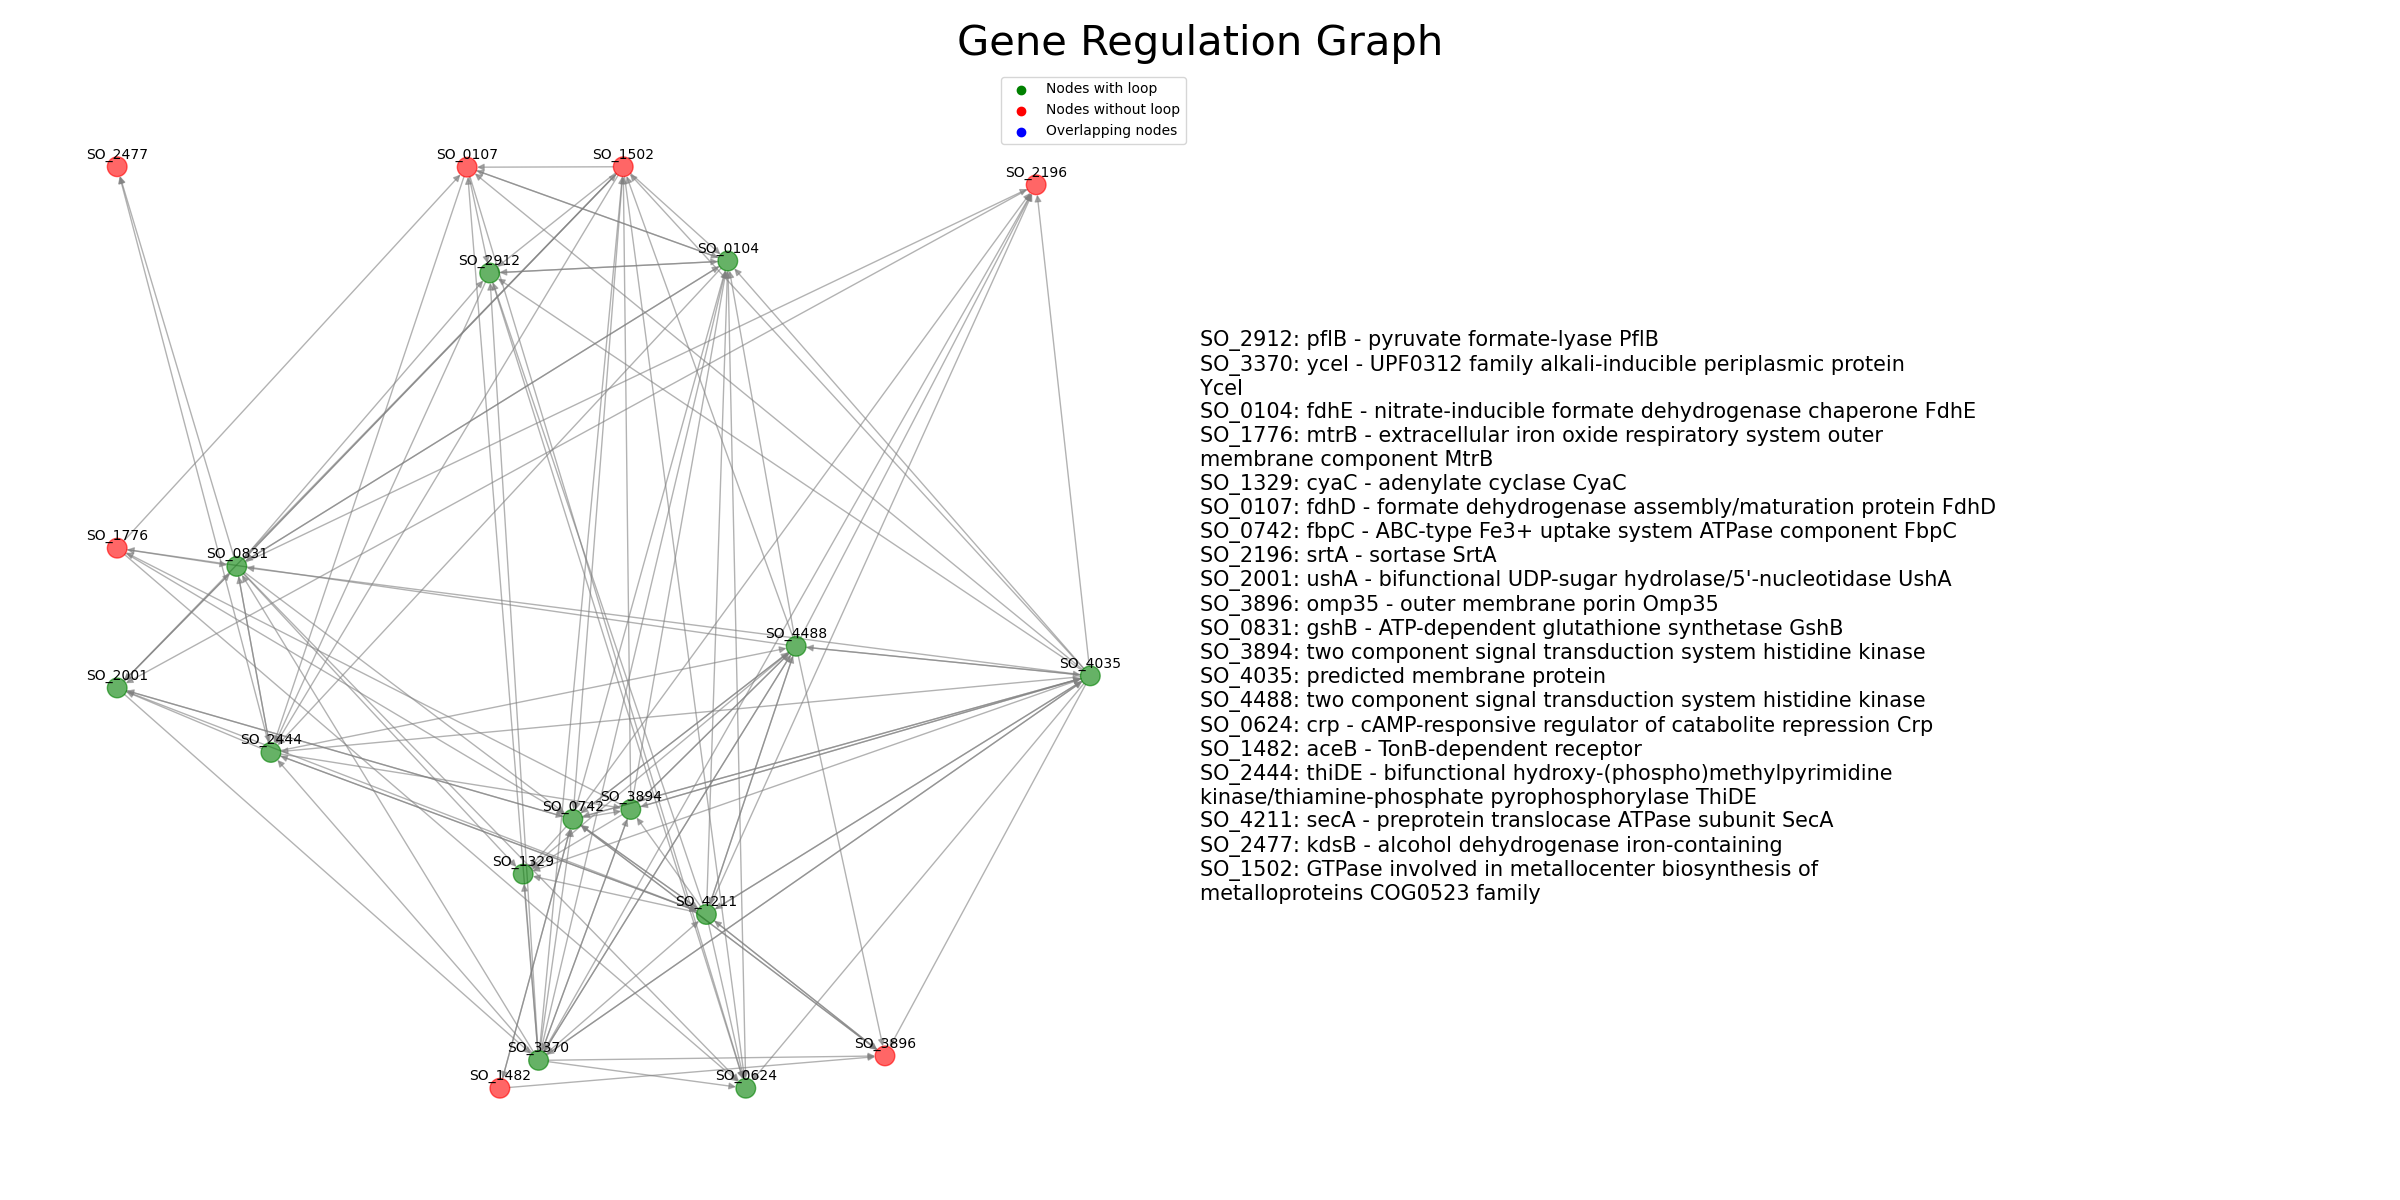 Gene Regulation Graph
Nodes with loop
Nodes without loop
Overlapping nodes
SO_2477
SO_0107
SO_1502
SO_2196
SO_0104
SO_2912
SO_1776
SO_0831
SO_4488
SO_4035
SO_2001
SO_2444
SO_3894
SO_0742
SO_1329
SO_4211
SO_3370
SO_3896
SO_1482
SO_0624
SO_2912: pflB - pyruvate formate-lyase PflB
SO_3370: yceI - UPF0312 family alkali-inducible periplasmic protein
YceI
SO_0104: fdhE - nitrate-inducible formate dehydrogenase chaperone FdhE
SO_1776: mtrB - extracellular iron oxide respiratory system outer
membrane component MtrB
SO_1329: cyaC - adenylate cyclase CyaC
SO_0107: fdhD - formate dehydrogenase assembly/maturation protein FdhD
SO_0742: fbpC - ABC-type Fe3+ uptake system ATPase component FbpC
SO_2196: srtA - sortase SrtA
SO_2001: ushA - bifunctional UDP-sugar hydrolase/5'-nucleotidase UshA
SO_3896: omp35 - outer membrane porin Omp35
SO_0831: gshB - ATP-dependent glutathione synthetase GshB
SO_3894: two component signal transduction system histidine kinase
SO_4035: predicted membrane protein
SO_4488: two component signal transduction system histidine kinase
SO_0624: crp - cAMP-responsive regulator of catabolite repression Crp
SO_1482: aceB - TonB-dependent receptor
SO_2444: thiDE - bifunctional hydroxy-(phospho)methylpyrimidine
kinase/thiamine-phosphate pyrophosphorylase ThiDE
SO_4211: secA - preprotein translocase ATPase subunit SecA
SO_2477: kdsB - alcohol dehydrogenase iron-containing
SO_1502: GTPase involved in metallocenter biosynthesis of
metalloproteins COG0523 family